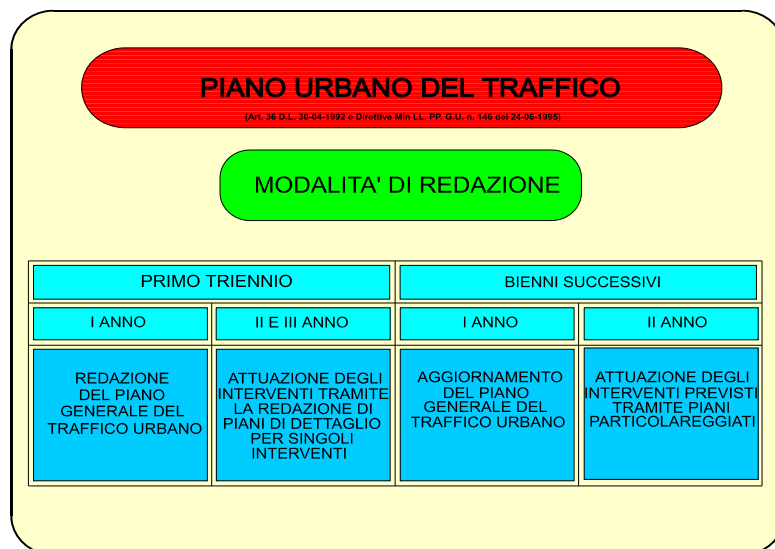 PIANO URBANO DEL TRAFFICO
(Art. 36 D.L. 30-04-1992 e Direttive Min LL. PP. G.U. n. 146 del 24-06-1995)
MODALITA' DI REDAZIONE
PRIMO TRIENNIO
BIENNI SUCCESSIVI
I ANNO
II E III ANNO
I ANNO
II ANNO
REDAZIONE
DEL PIANO
GENERALE DEL
TRAFFICO URBANO
ATTUAZIONE DEGLI
INTERVENTI TRAMITE
LA REDAZIONE DI
PIANI DI DETTAGLIO
PER SINGOLI
INTERVENTI
AGGIORNAMENTO
DEL PIANO
GENERALE DEL
TRAFFICO URBANO
ATTUAZIONE DEGLI
INTERVENTI PREVISTI
TRAMITE PIANI
PARTICOLAREGGIATI